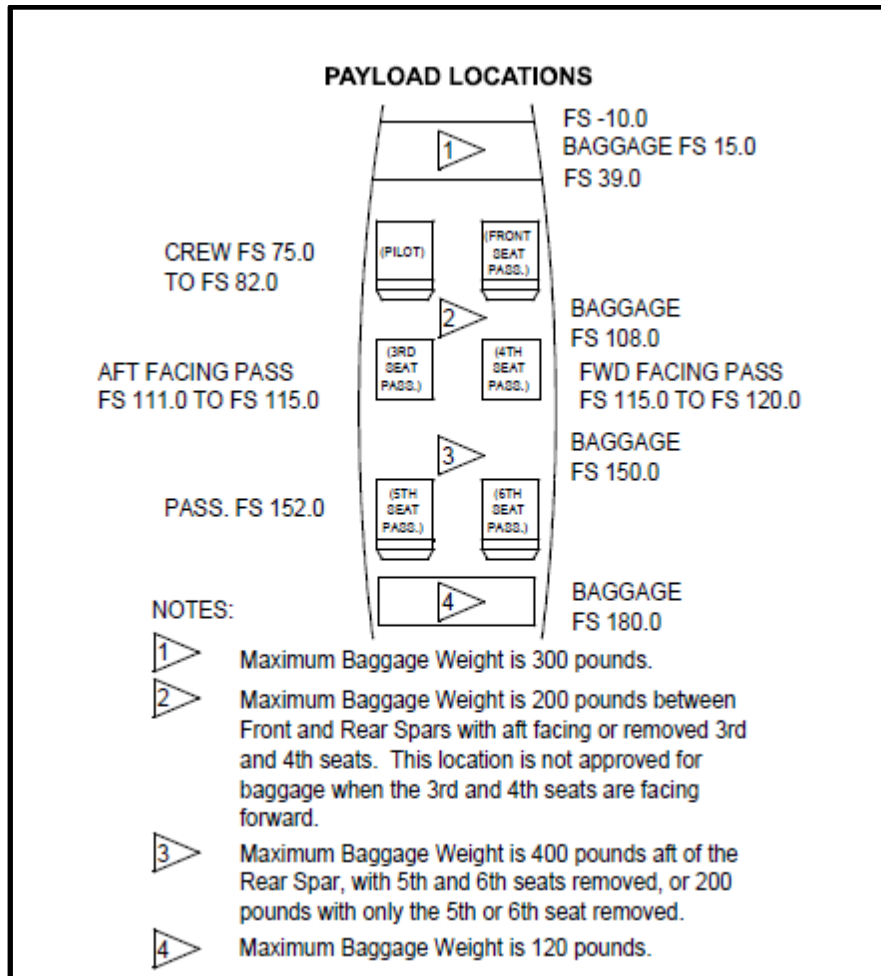 PAYLOAD LOCATIONS
FS -10.0
1
BAGGAGE FS 15.0
FS 39.0
CREW FS 75.0
TO FS 82.0
(PILOT)
(FRONT
SEAT
PASS.)
2
BAGGAGE
FS 108.0
AFT FACING PASS
FS 111.0 TO FS 115.0
(3RD
SEAT
PASS.)
(4TH
SEAT
PASS.)
FWD FACING PASS
FS 115.0 TO FS 120.0
3
BAGGAGE
FS 150.0
PASS. FS 152.0
(5TH
SEAT
PASS.)
(6TH
SEAT
PASS.)
4
BAGGAGE
FS 180.0
NOTES:
1 Maximum Baggage Weight is 300 pounds.
2 Maximum Baggage Weight is 200 pounds between
Front and Rear Spars with aft facing or removed 3rd
and 4th seats. This location is not approved for
baggage when the 3rd and 4th seats are facing
forward.
3 Maximum Baggage Weight is 400 pounds aft of the
Rear Spar, with 5th and 6th seats removed, or 200
pounds with only the 5th or 6th seat removed.
4 Maximum Baggage Weight is 120 pounds.